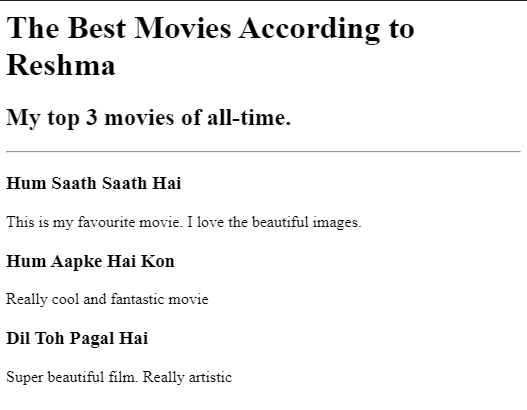 The Best Movies According to
Reshma
My top 3 movies of all-time.
Hum Saath Saath Hai
This is my favourite movie. I love the beautiful images.
Hum Aapke Hai Kon
Really cool and fantastic movie
Dil Toh Pagal Hai
Super beautiful film. Really artistic